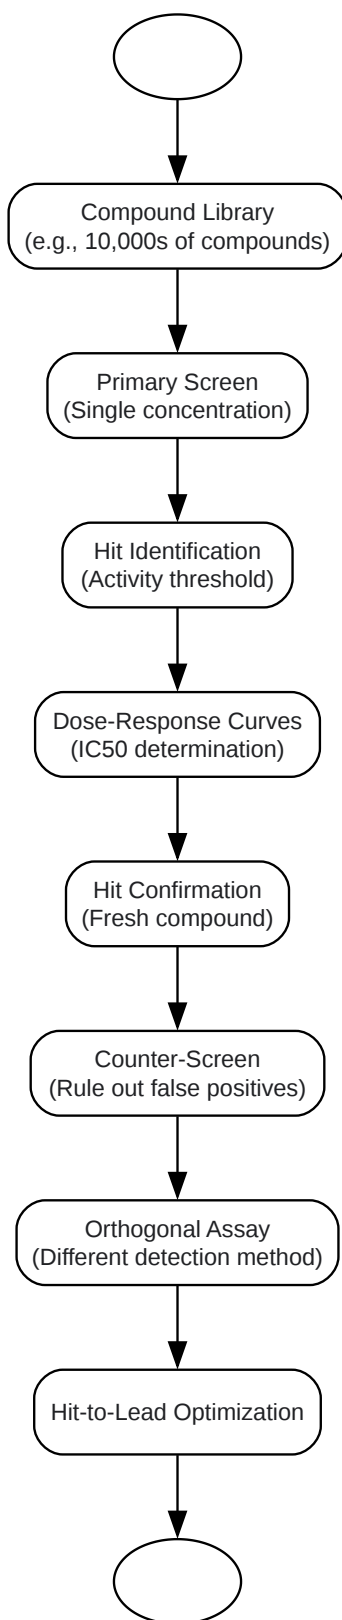 Compound Library
(e.g., 10,000s of compounds)
Primary Screen
(Single concentration)
Hit Identification
(Activity threshold)
Dose-Response Curves
(IC50 determination)
Hit Confirmation
(Fresh compound)
Counter-Screen
(Rule out false positives)
Orthogonal Assay
(Different detection method)
Hit-to-Lead Optimization